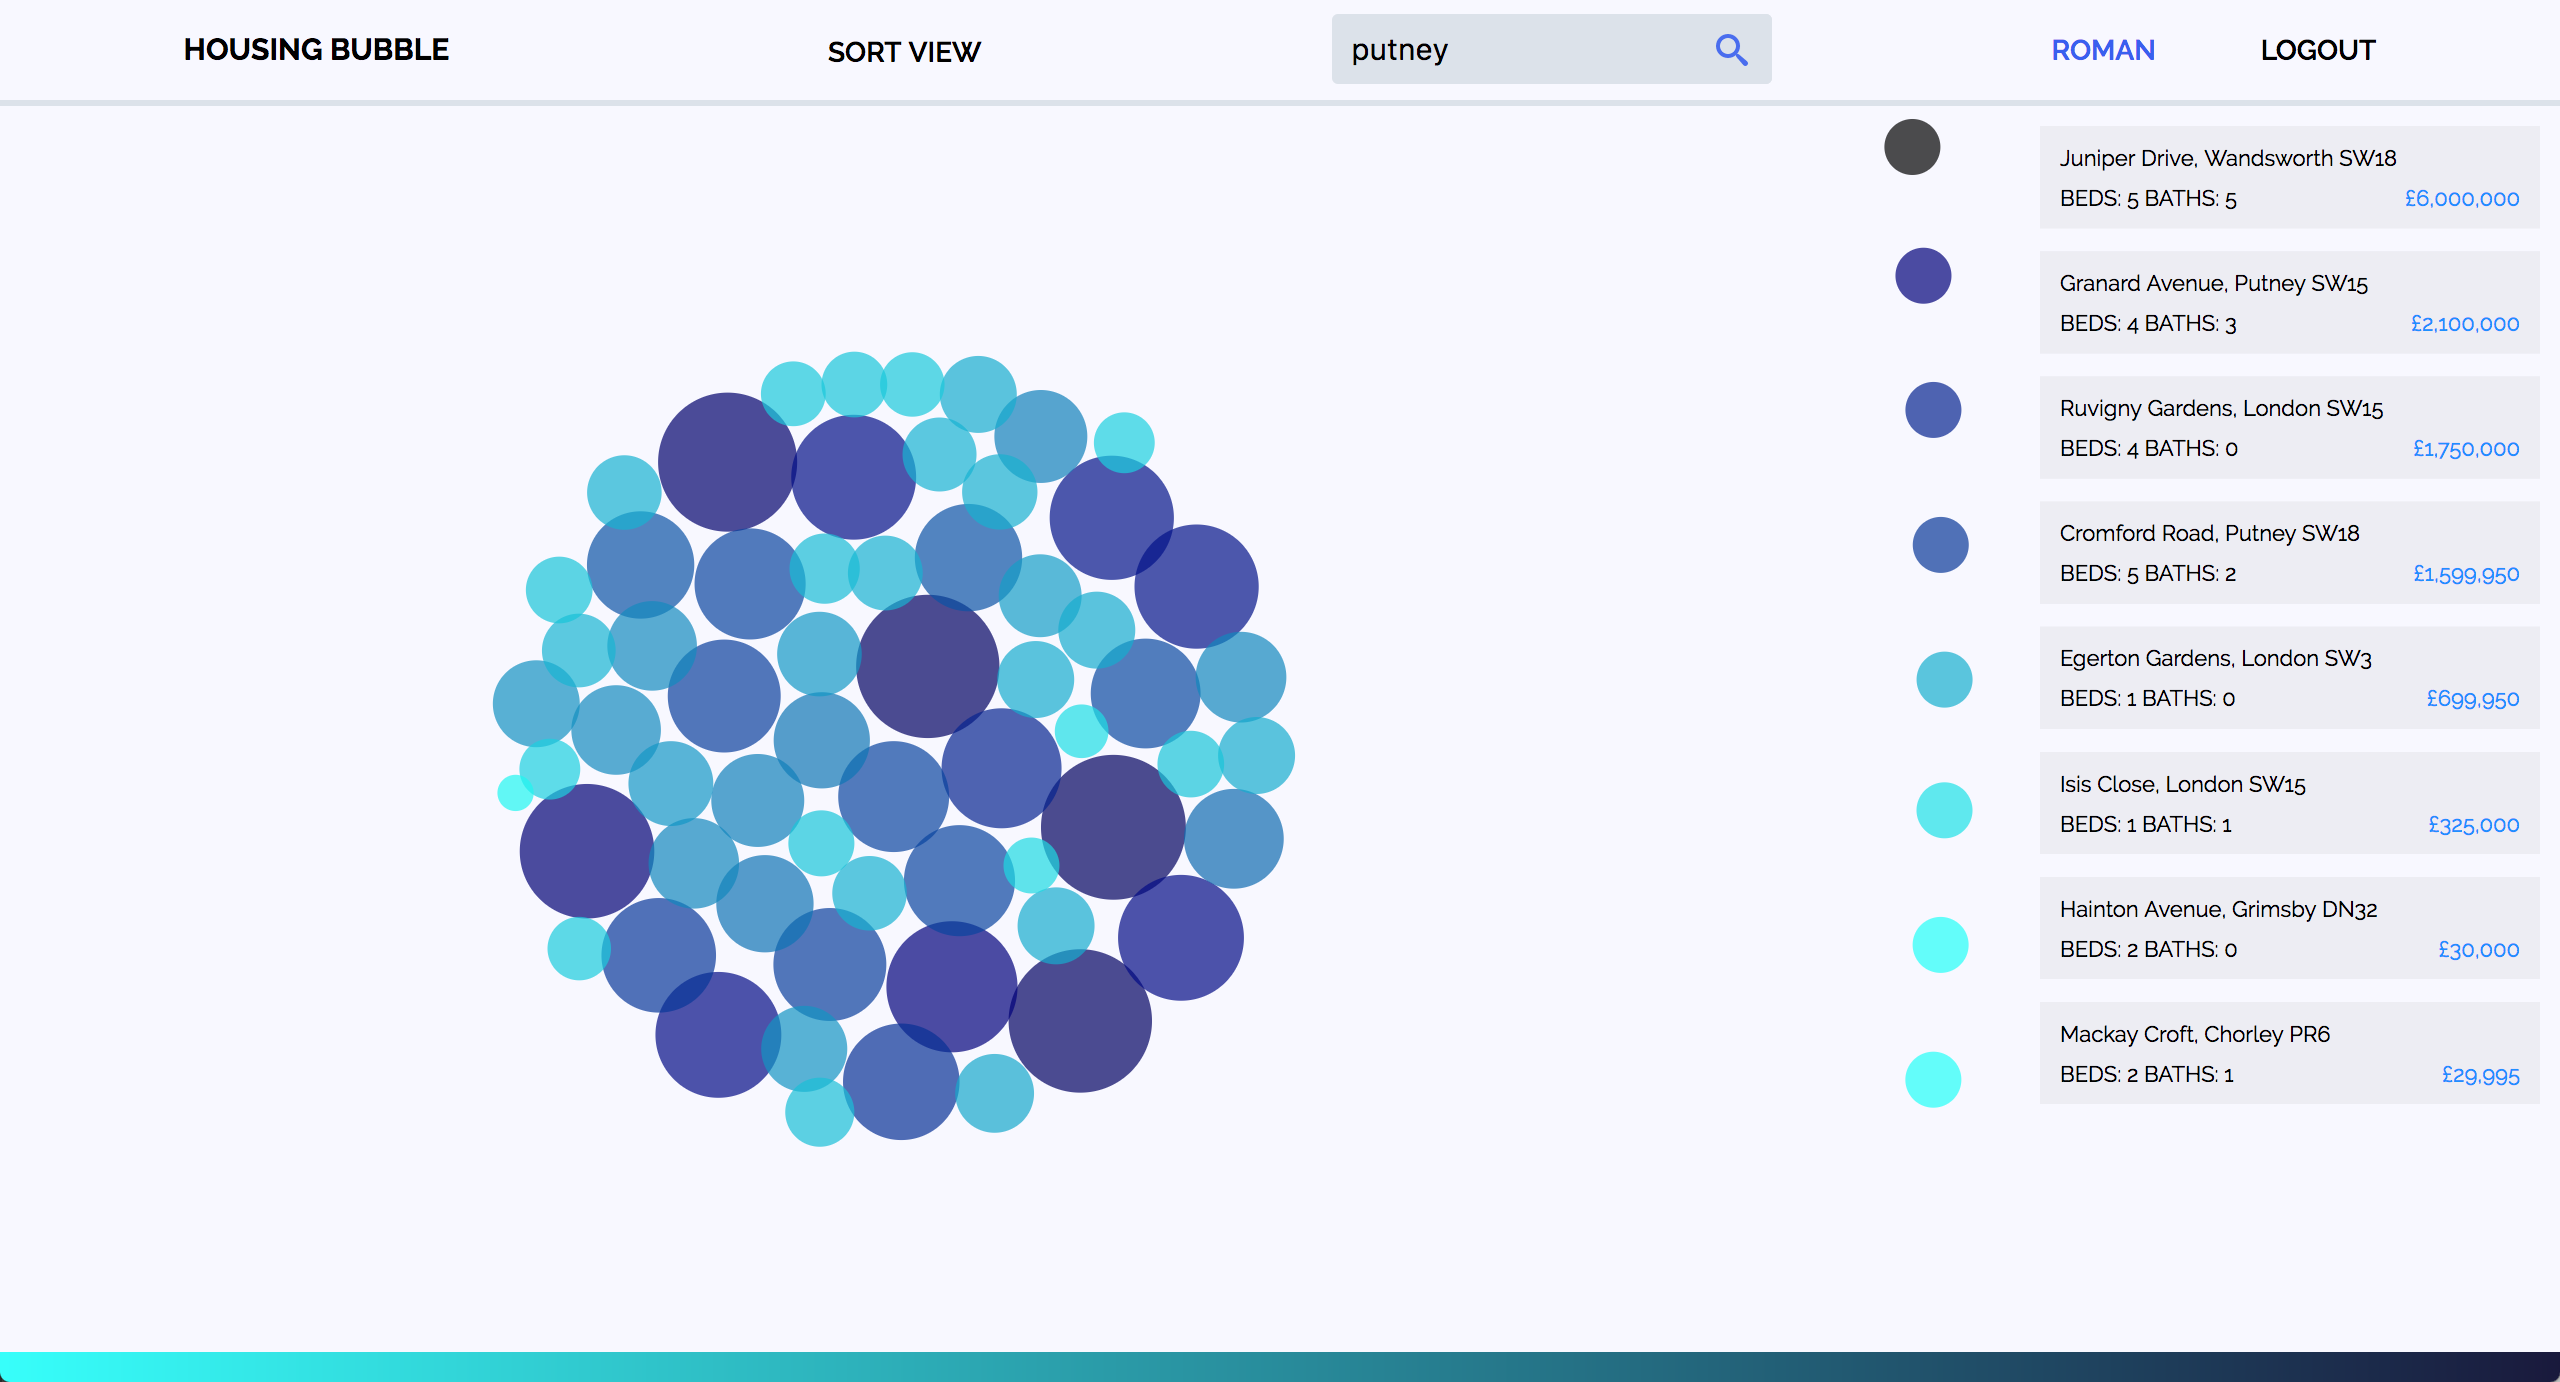 HOUSING BUBBLE
SORT VIEW
putney
ROMAN
LOGOUT
Juniper Drive, Wandsworth SW18
BEDS: 5 BATHS: 5 £6,000,000
Granard Avenue, Putney SW15
BEDS: 4 BATHS: 3 £2,100,000
Ruvigny Gardens, London SW15
BEDS: 4 BATHS: 0 £1,750,000
Cromford Road, Putney SW18
BEDS: 5 BATHS: 2 £1,599,950
Egerton Gardens, London SW3
BEDS: 1 BATHS: 0 £699,950
Isis Close, London SW15
BEDS: 1 BATHS: 1 £325,000
Hainton Avenue, Grimsby DN32
BEDS: 2 BATHS: 0 £30,000
Mackay Croft, Chorley PR6
BEDS: 2 BATHS: 1 £29,995